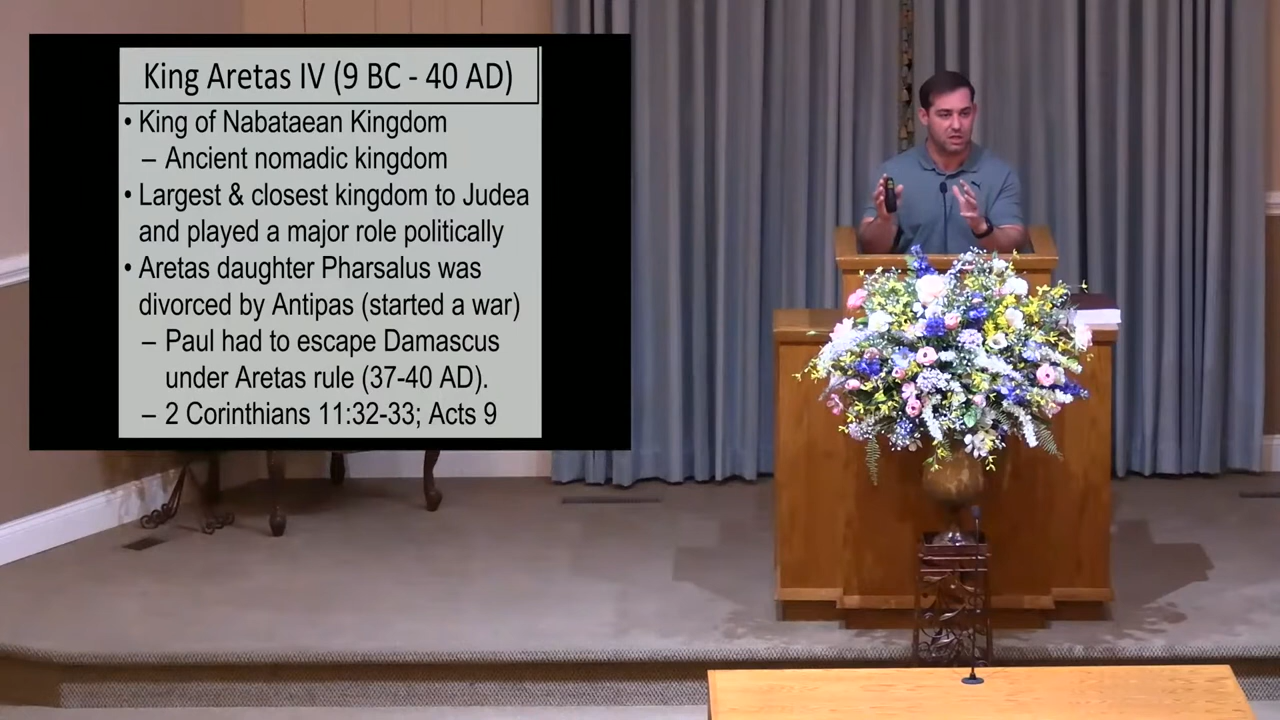 King Aretas IV (9 BC - 40 AD)
• King of Nabataean Kingdom
– Ancient nomadic kingdom
• Largest & closest kingdom to Judea
and played a major role politically
• Aretas daughter Pharsalus was
divorced by Antipas (started a war)
– Paul had to escape Damascus
under Aretas rule (37-40 AD).
– 2 Corinthians 11:32-33; Acts 9